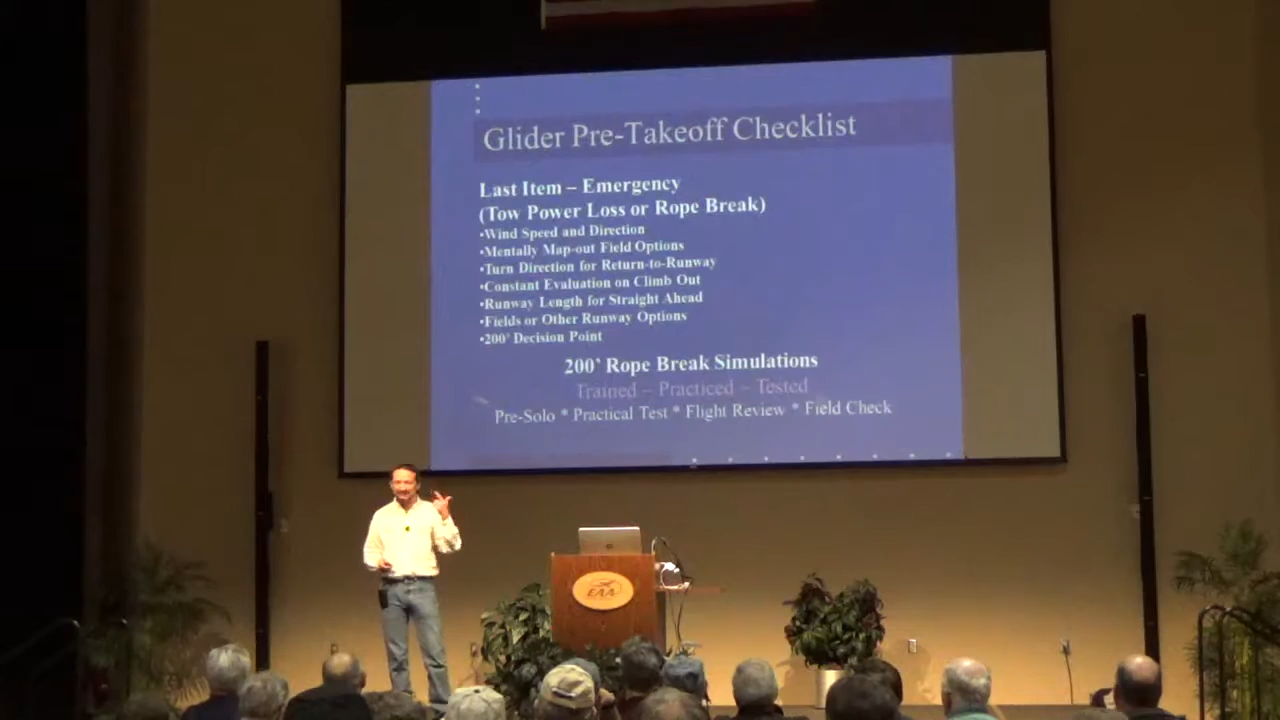 Glider Pre-Takeoff Checklist
Last Item – Emergency
(Tow Power Loss or Rope Break)
•Wind Speed and Direction
•Mentally Map-out Field Options
•Turn Direction for Return-to-Runway
•Constant Evaluation on Climb Out
•Runway Length for Straight Ahead
•Fields or Other Runway Options
•200' Decision Point
200' Rope Break Simulations
Trained – Practiced – Tested
Pre-Solo * Practical Test * Flight Review * Field Check
EAA